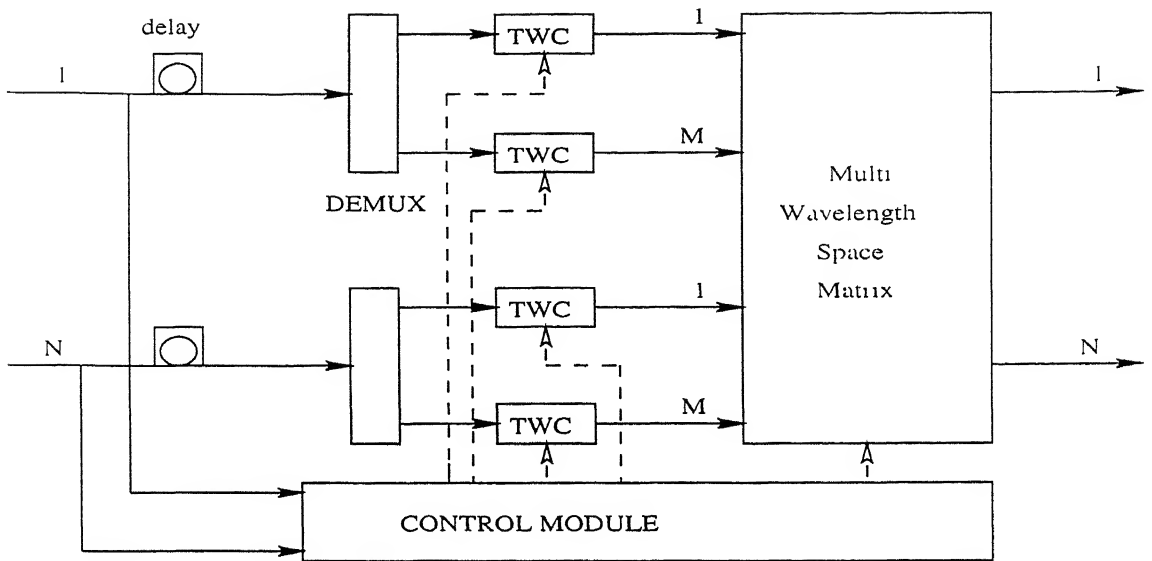 delay
1
TWC
1
1
TWC
M
DEMUX
Multi
Wavelength
Space
Matrix
TWC
1
N
N
TWC
M
CONTROL MODULE